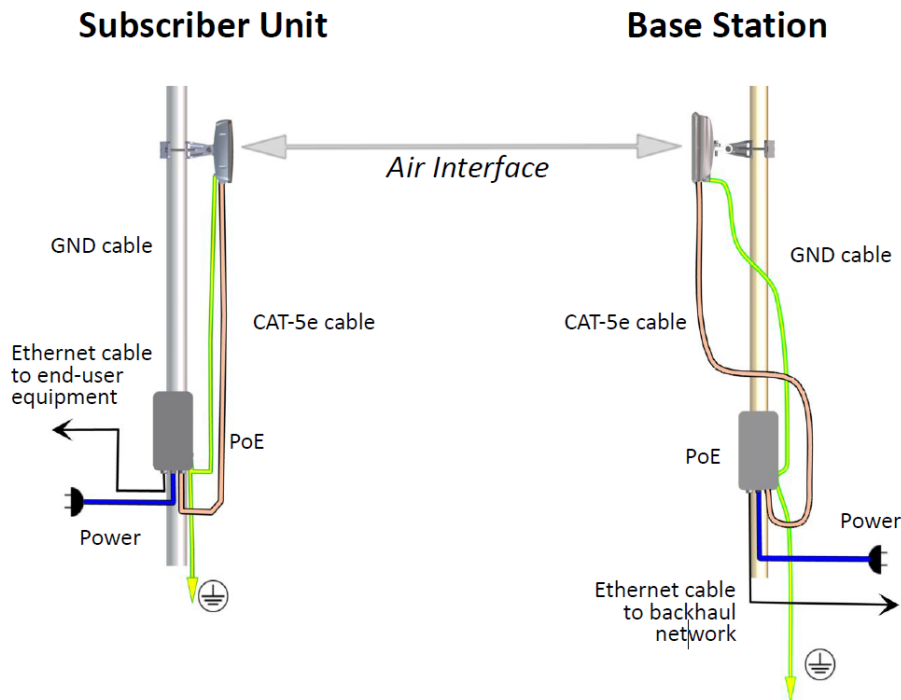 Subscriber Unit
Base Station
Air Interface
GND cable
GND cable
CAT-5e cable
CAT-5e cable
Ethernet cable
to end-user
equipment
PoE
PoE
Power
Power
Ethernet cable
to backhaul
network